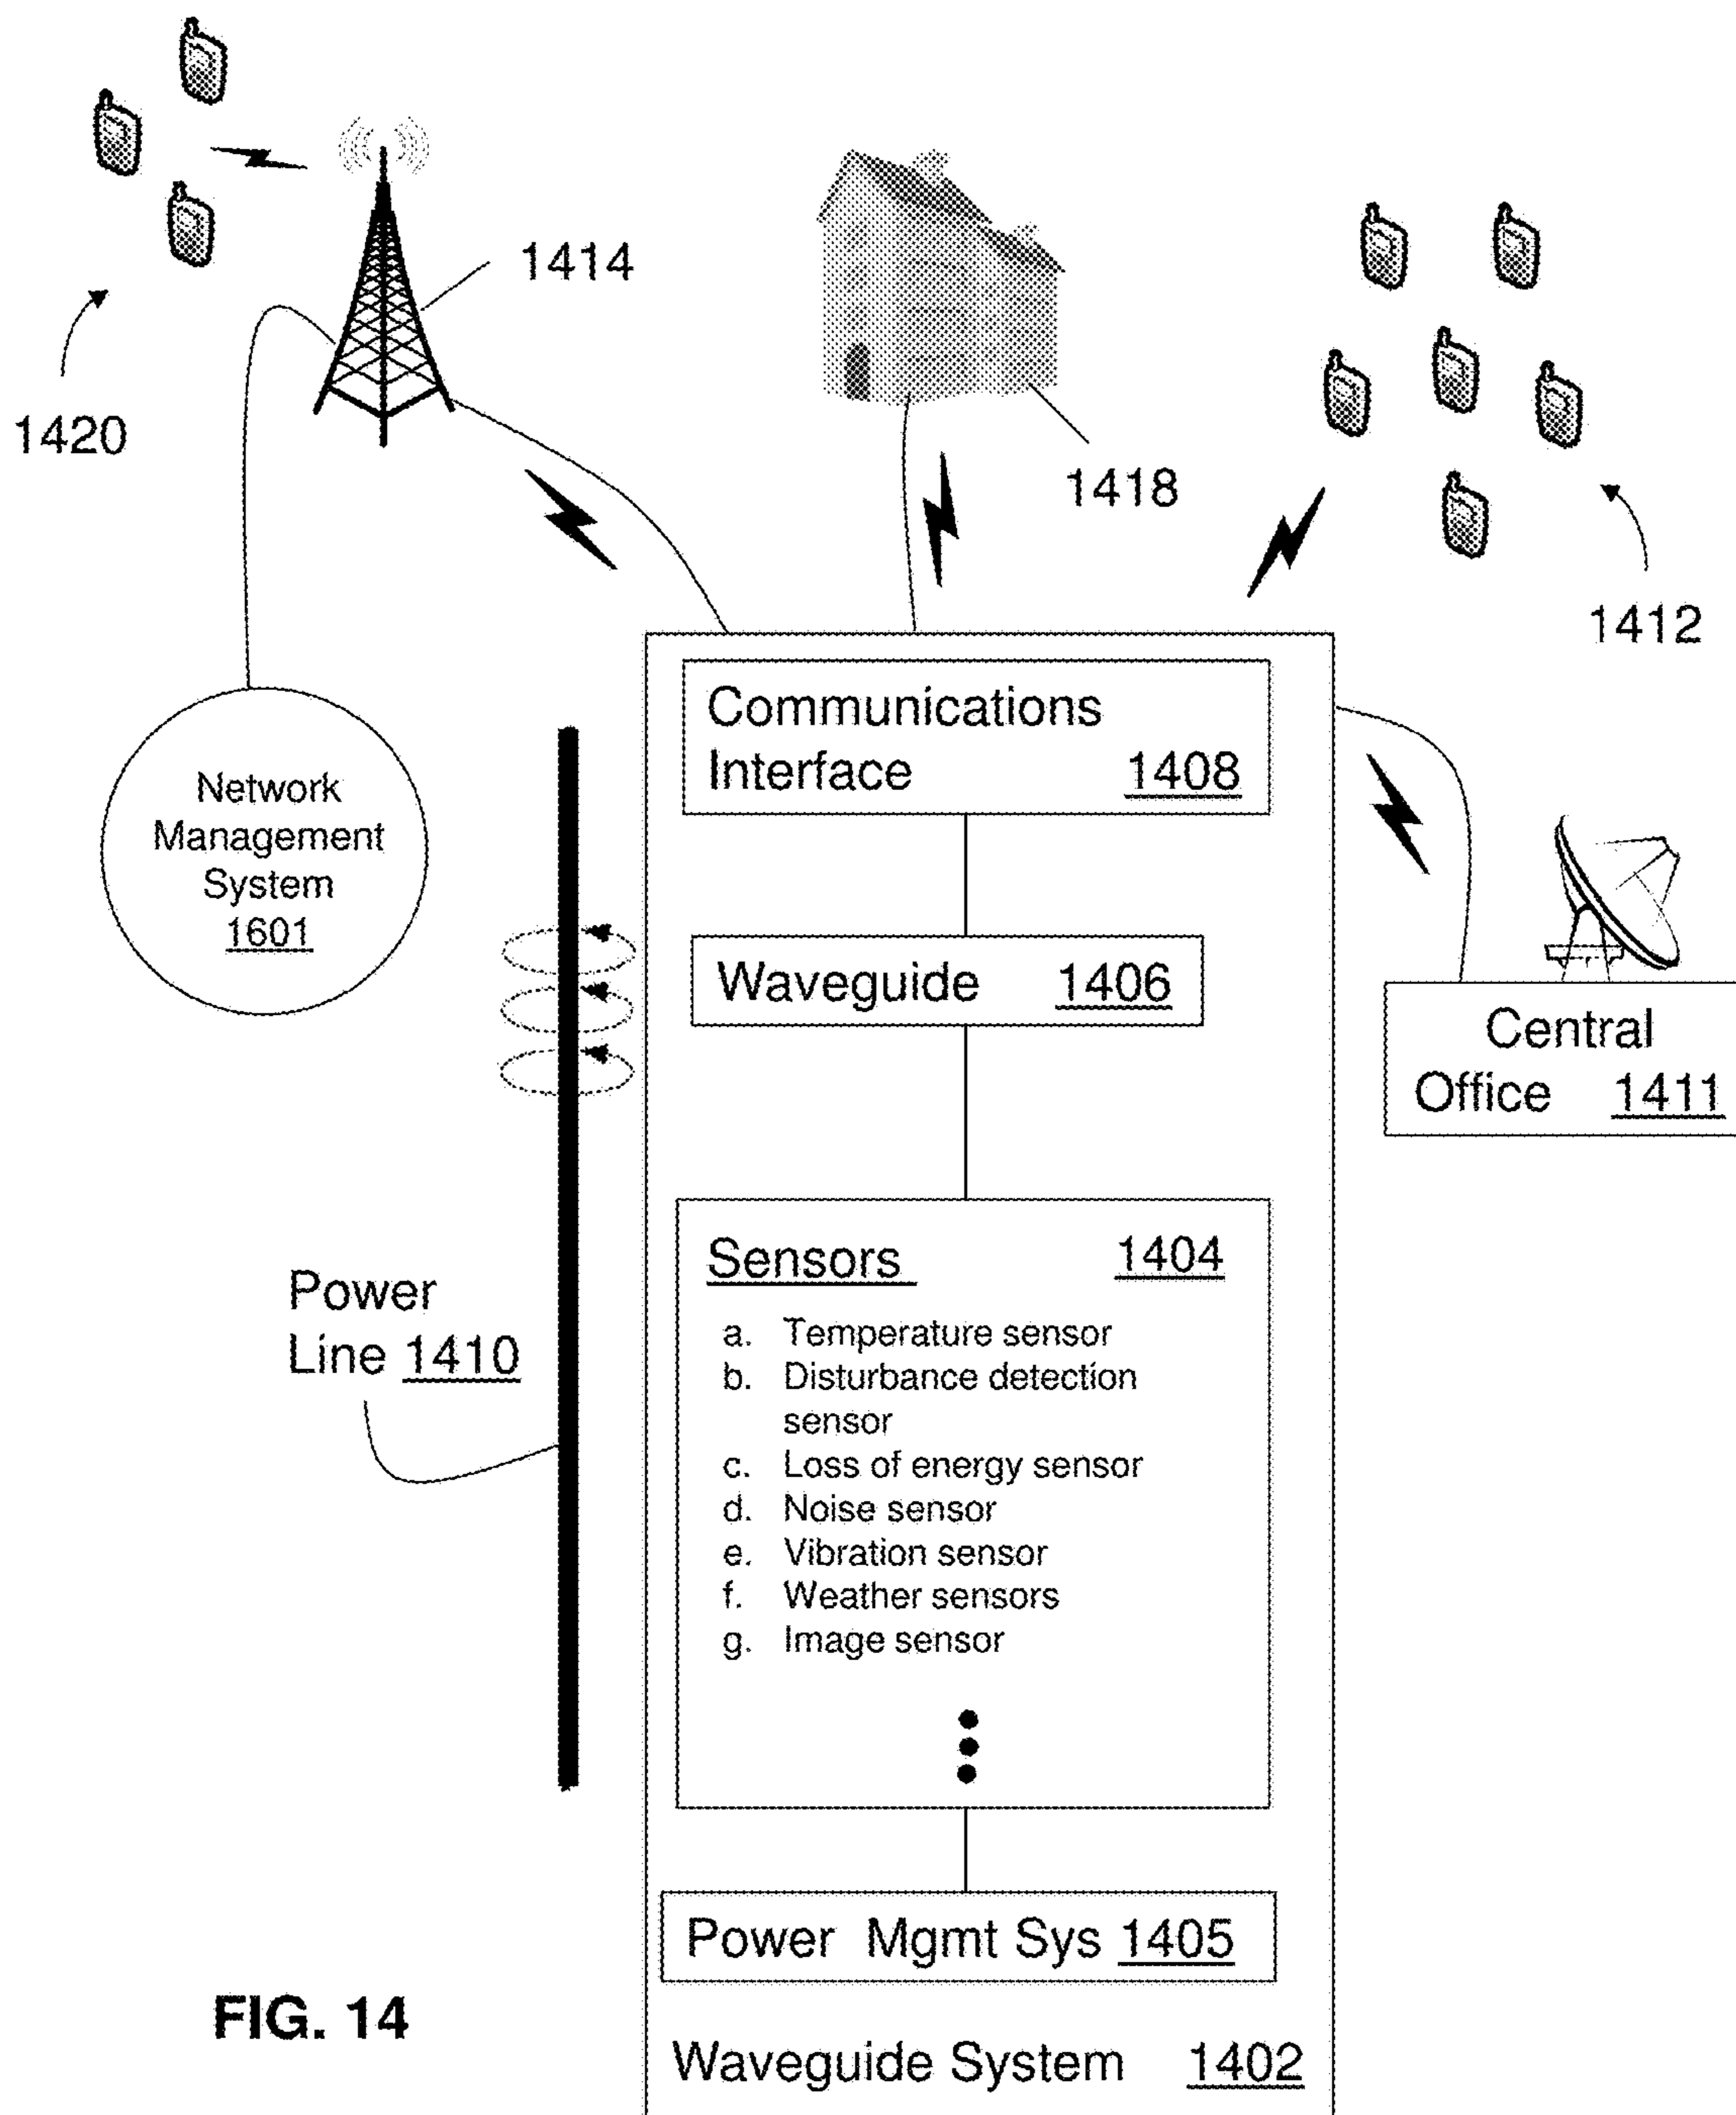 1414
1420
1418
1412
Communications
Interface 1408
Network
Management
System
1601
Waveguide 1406
Central
Office 1411
Sensors 1404
Power
Line 1410
a. Temperature sensor
b. Disturbance detection
sensor
c. Loss of energy sensor
d. Noise sensor
e. Vibration sensor
f. Weather sensors
g. Image sensor
Power Mgmt Sys 1405
FIG. 14
Waveguide System 1402